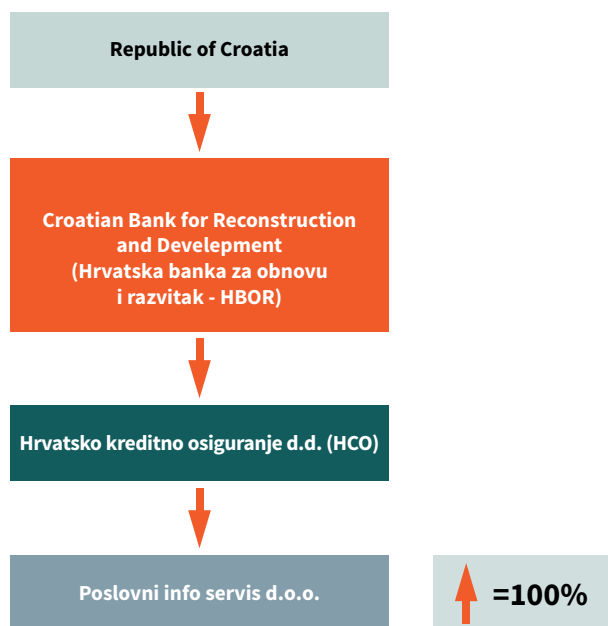 Republic of Croatia
Croatian Bank for Reconstruction
and Develepment
(Hrvatska banka za obnovu
i razvitak - HBOR)
Hrvatsko kreditno osiguranje d.d. (HCO)
Poslovni info servis d.o.o.
=100%